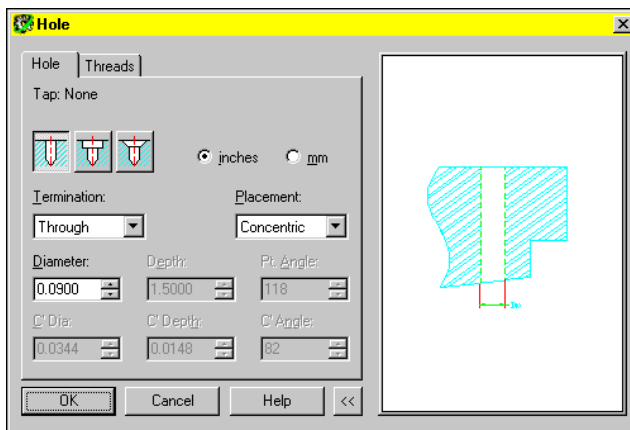 Hole
Hole
Threads
Tap: None
inches
mm
Termination:
Placement:
Through
Concentric
Diameter:
Depth:
Pt. Angle:
0.0900
1.5000
118
C' Dia:
C' Depth:
C' Angle:
0.0344
0.0148
82
OK
Cancel
Help
<<